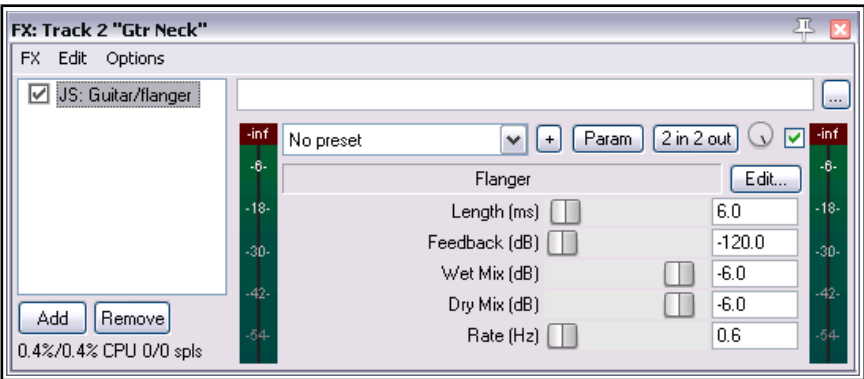 FX: Track 2 "Gtr Neck"
FX Edit Options
JS: Guitar/flanger
...
-inf No preset + Param 2 in 2 out -inf
-6- -6-
Flanger Edit...
-18- Length (ms) 6.0 -18-
Feedback (dB) -120.0
-30- -30-
Wet Mix (dB) -6.0
-42- -42-
Dry Mix (dB) -6.0
Add Remove
-54- Rate (Hz) 0.6 -54-
0.4%/0.4% CPU 0/0 spls